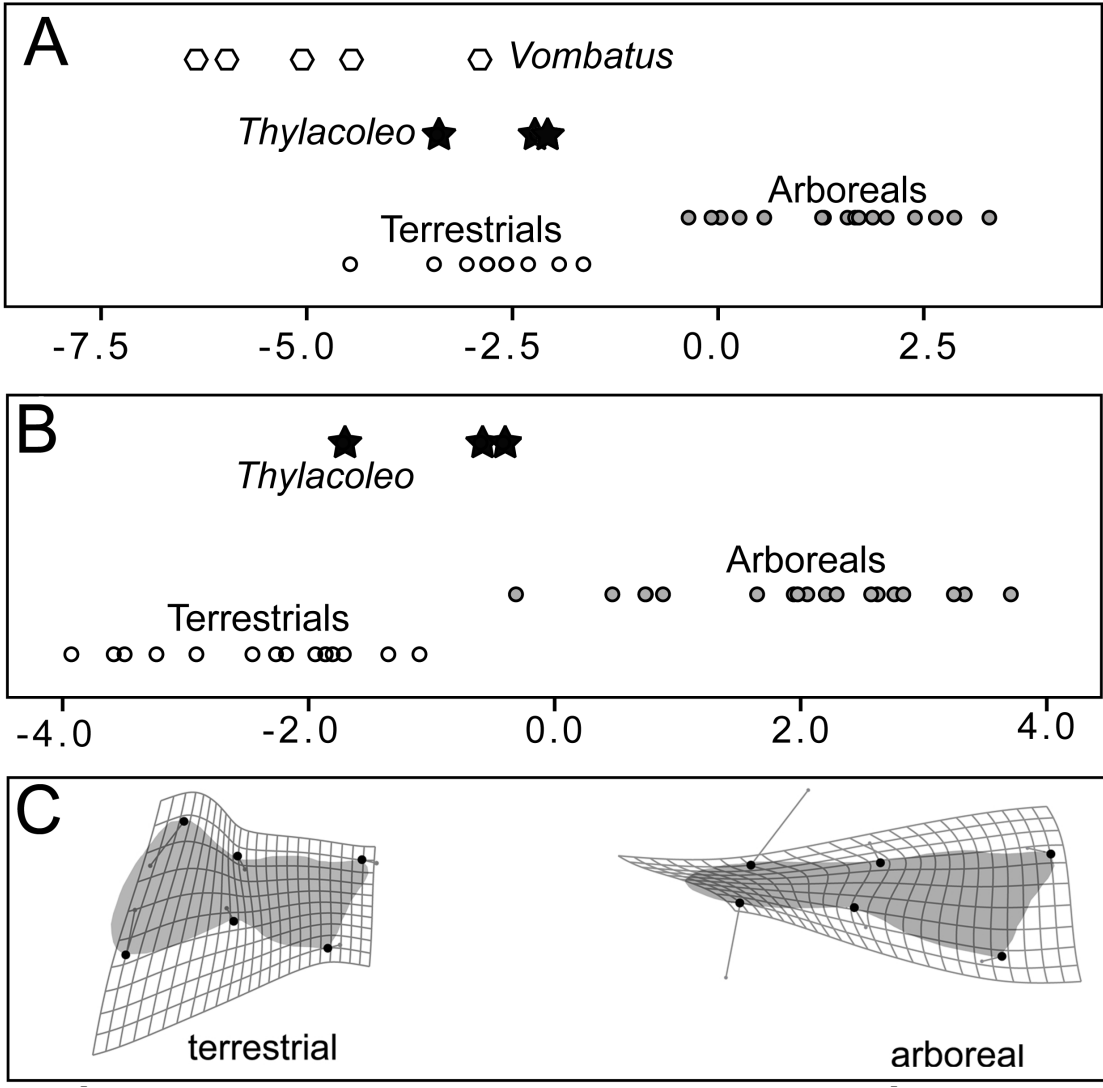 A
Vombatus
Thylacoleo
Arboreals
Terrestrials
-7.5 -5.0 -2.5 0.0 2.5
B
Thylacoleo
Arboreals
Terrestrials
-4.0 -2.0 0.0 2.0 4.0
C
terrestrial
arboreal